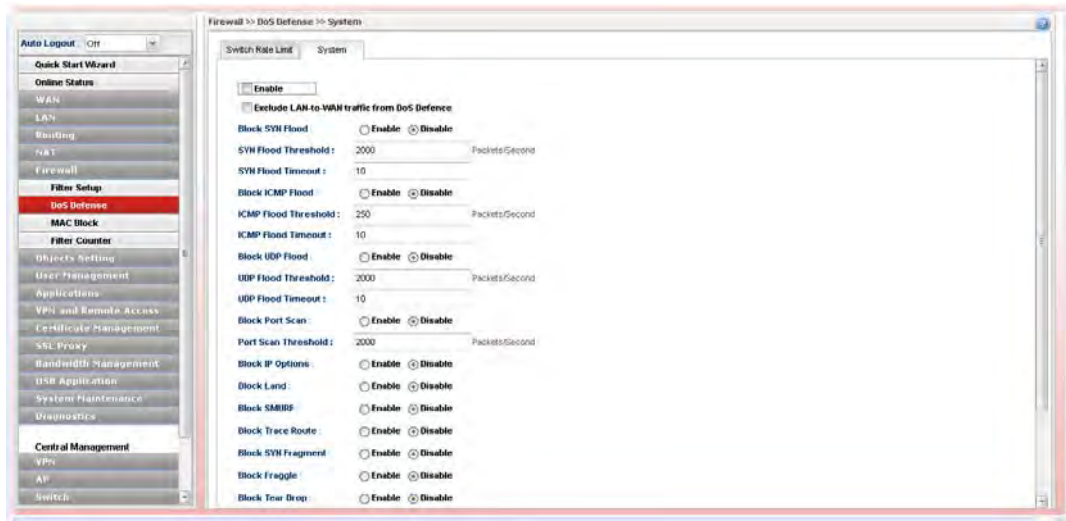 Firewall >> DoS Defense >> System
Auto Logout : Off
Quick Start Wizard
Online Status
WAN
LAN
Routing
NAT
Firewall
Filter Setup
DoS Defense
MAC Block
Filter Counter
Objects Setting
User Management
Applications
VPN and Remote Access
Certificate Management
SSL Proxy
Bandwidth Management
USB Application
System Maintenance
Diagnostics
Central Management
VPN
AP
Switch
Switch Rate Limit System
Enable
Exclude LAN-to-WAN traffic from DoS Defence
Block SYN Flood : Enable Disable
SYN Flood Threshold : 2000 Packets/Second
SYN Flood Timeout : 10
Block ICMP Flood : Enable Disable
ICMP Flood Threshold : 250 Packets/Second
ICMP Flood Timeout : 10
Block UDP Flood : Enable Disable
UDP Flood Threshold : 2000 Packets/Second
UDP Flood Timeout : 10
Block Port Scan : Enable Disable
Port Scan Threshold : 2000 Packets/Second
Block IP Options : Enable Disable
Block Land : Enable Disable
Block SMURF : Enable Disable
Block Trace Route : Enable Disable
Block SYN Fragment : Enable Disable
Block Fraggle : Enable Disable
Block Tear Drop : Enable Disable